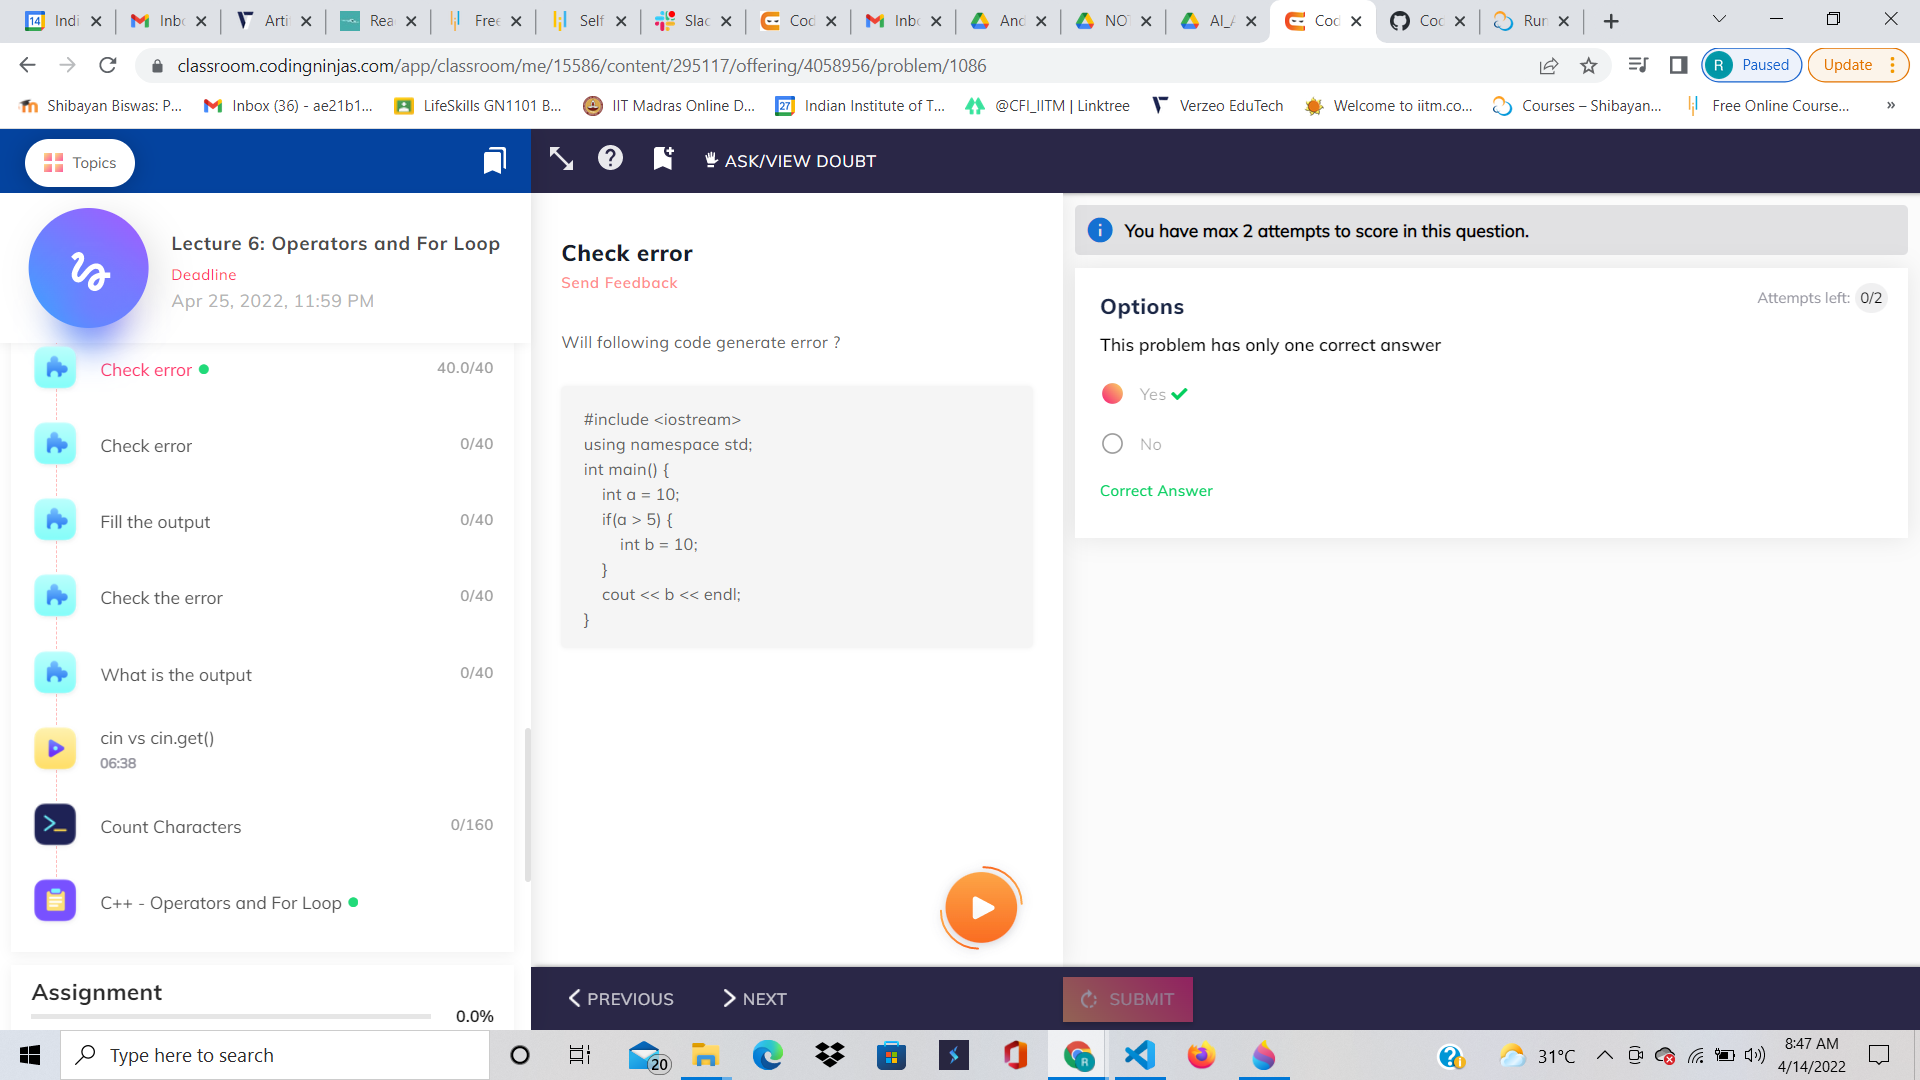 Indi
Inbo
Arti
Rea
Free
Self
Slac
Cod
Inbo
And
NOT
AI_A
Cod
Coc
Run
classroom.codingninjas.com/app/classroom/me/15586/content/295117/offering/4058956/problem/1086
R Paused
Update
Shibayan Biswas: P...
Inbox (36) - ae21b1...
LifeSkills GN1101 B...
IIT Madras Online D...
Indian Institute of T...
@CFI_IITM | Linktree
Verzeo EduTech
Welcome to iitm.co...
Courses – Shibayan...
Free Online Course...
»
Topics
ASK/VIEW DOUBT
Lecture 6: Operators and For Loop
Deadline
Apr 25, 2022, 11:59 PM
Check error 40.0/40
Check error 0/40
Fill the output 0/40
Check the error 0/40
What is the output 0/40
cin vs cin.get()
06:38
Count Characters 0/160
C++ - Operators and For Loop
Assignment
0.0%
Check error
Send Feedback
Will following code generate error ?
#include <iostream>
using namespace std;
int main() {
int a = 10;
if(a > 5) {
int b = 10;
}
cout << b << endl;
}
You have max 2 attempts to score in this question.
Options
Attempts left: 0/2
This problem has only one correct answer
Yes
No
Correct Answer
PREVIOUS
NEXT
SUBMIT
Type here to search
20
31°C
8:47 AM
4/14/2022